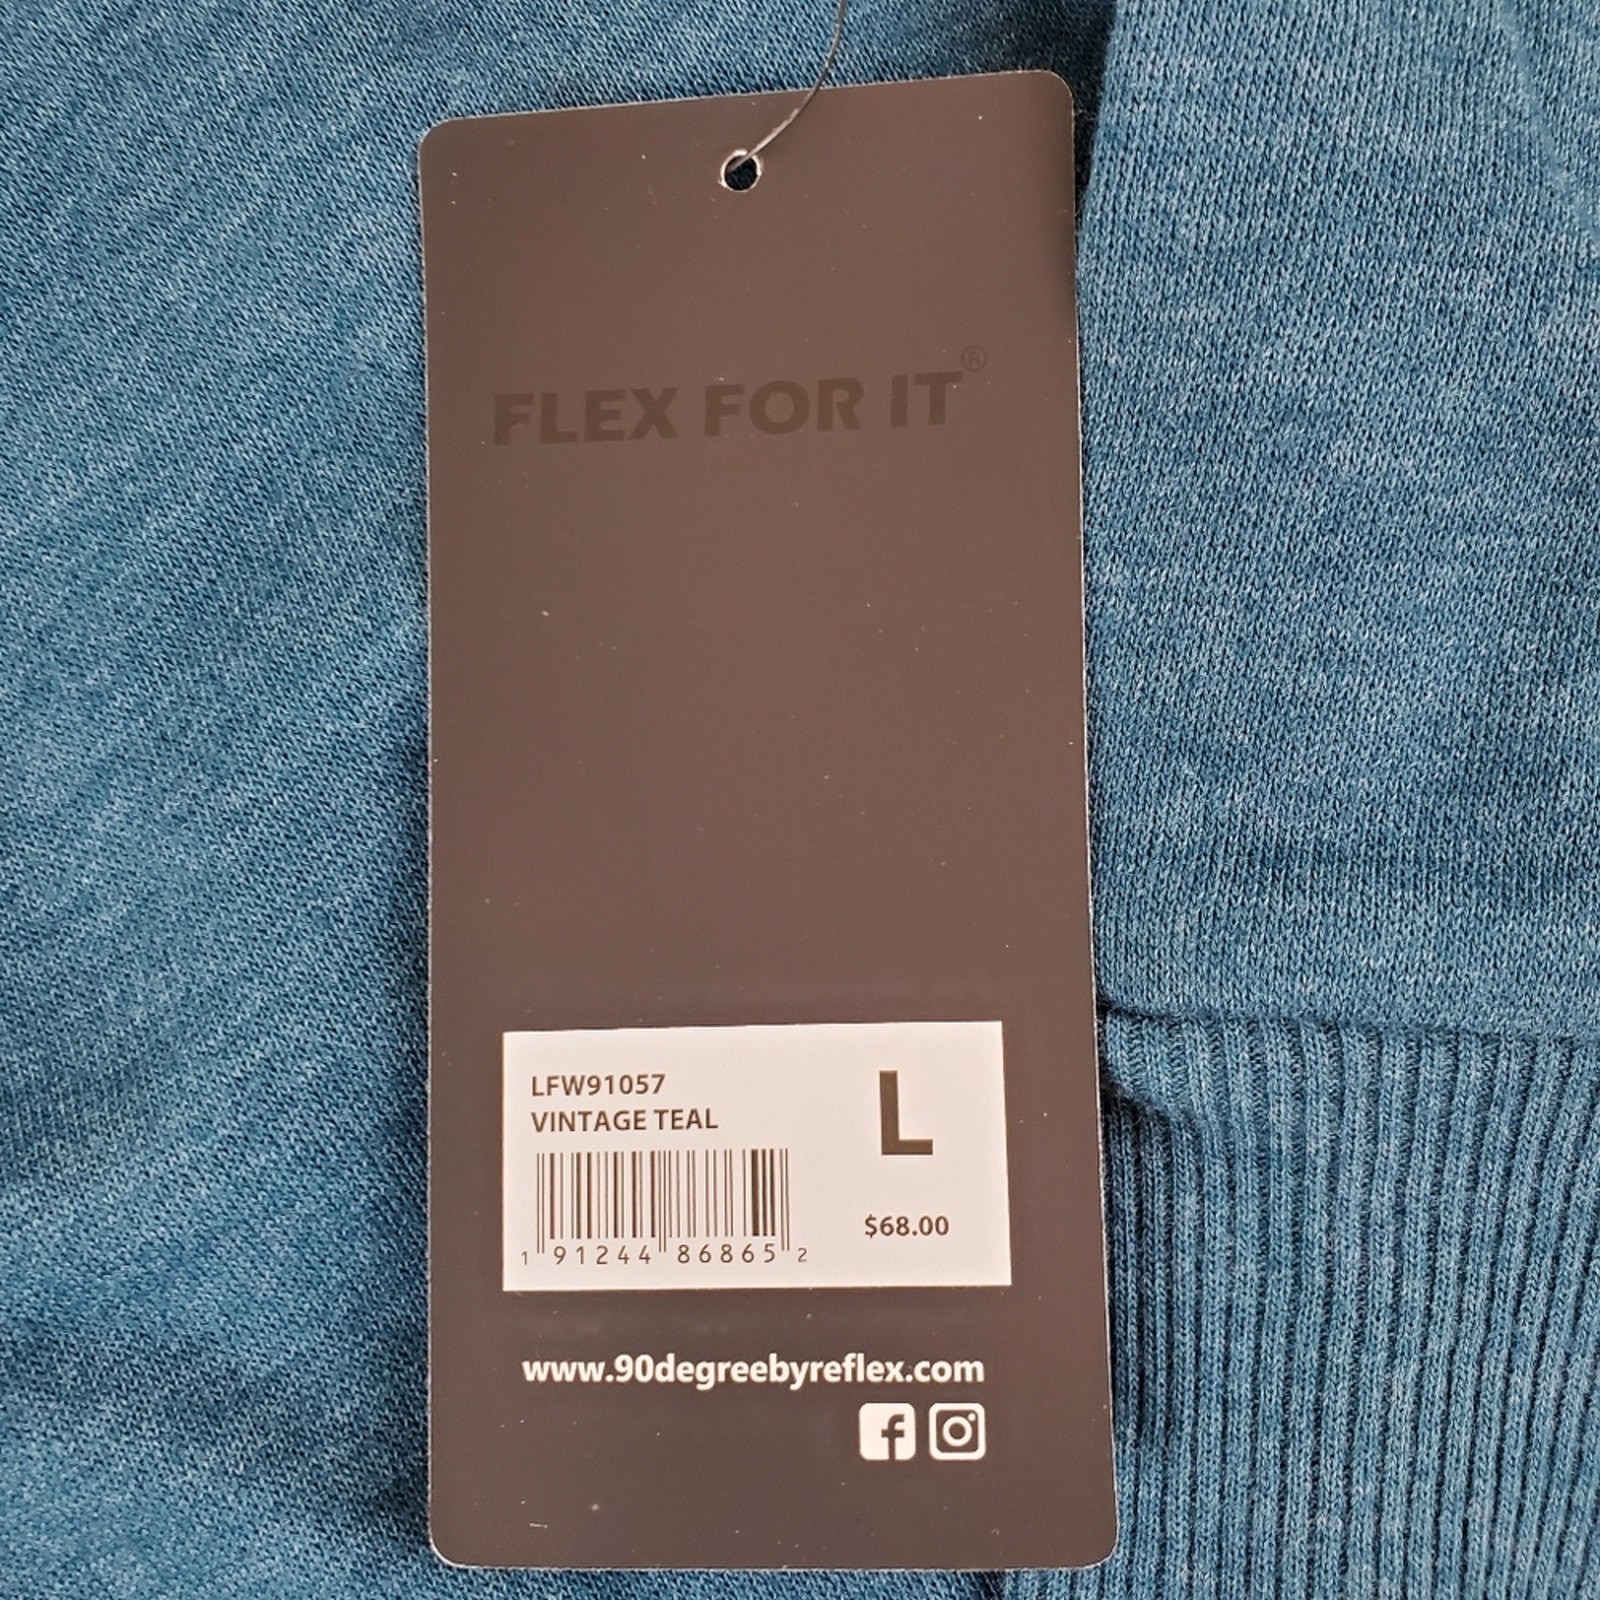 FLEX FOR IT®
LFW91057
VINTAGE TEAL
L
$68.00
1 91244 86865 2
www.90degreebyreflex.com